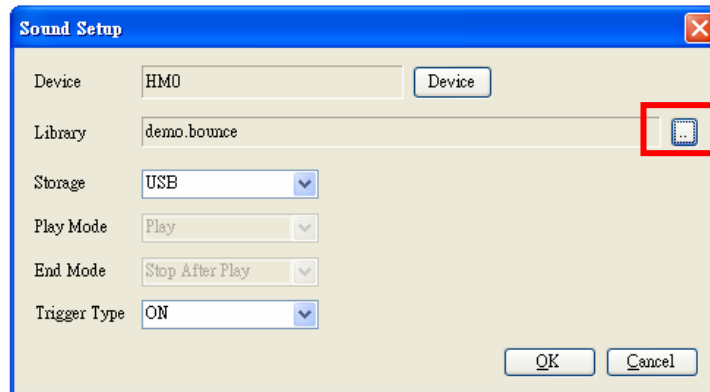 Sound Setup
Device HM0 Device
Library demo.bounce ..
Storage USB
Play Mode Play
End Mode Stop After Play
Trigger Type ON
OK Cancel